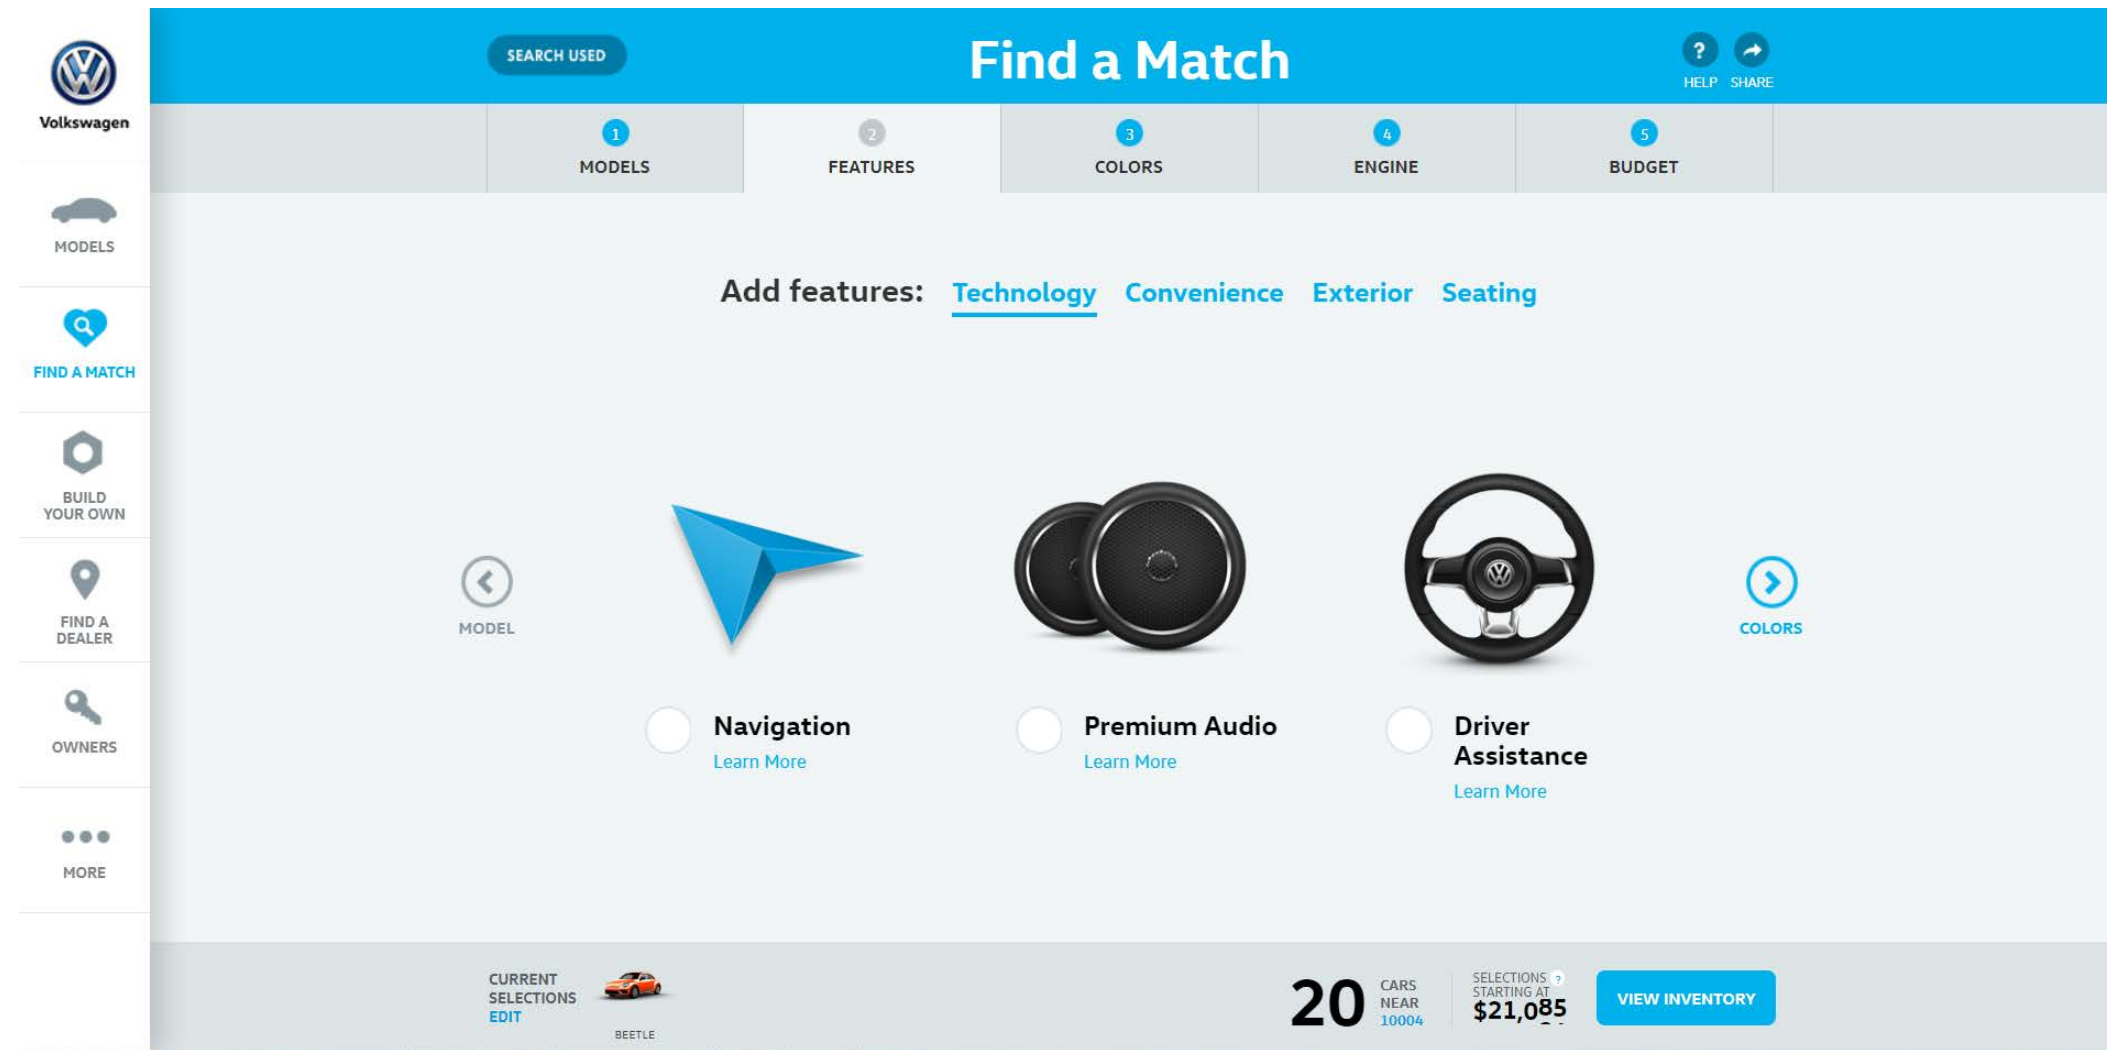 Volkswagen
MODELS
FIND A MATCH
BUILD
YOUR OWN
FIND A
DEALER
OWNERS
MORE
SEARCH USED
Find a Match
?
HELP SHARE
1
MODELS
2
FEATURES
3
COLORS
4
ENGINE
5
BUDGET
Add features: Technology Convenience Exterior Seating
MODEL
Navigation
Learn More
Premium Audio
Learn More
Driver
Assistance
Learn More
COLORS
CURRENT
SELECTIONS
EDIT
BEETLE
20
CARS
NEAR
10004
SELECTIONS ?
STARTING AT
$21,085
VIEW INVENTORY